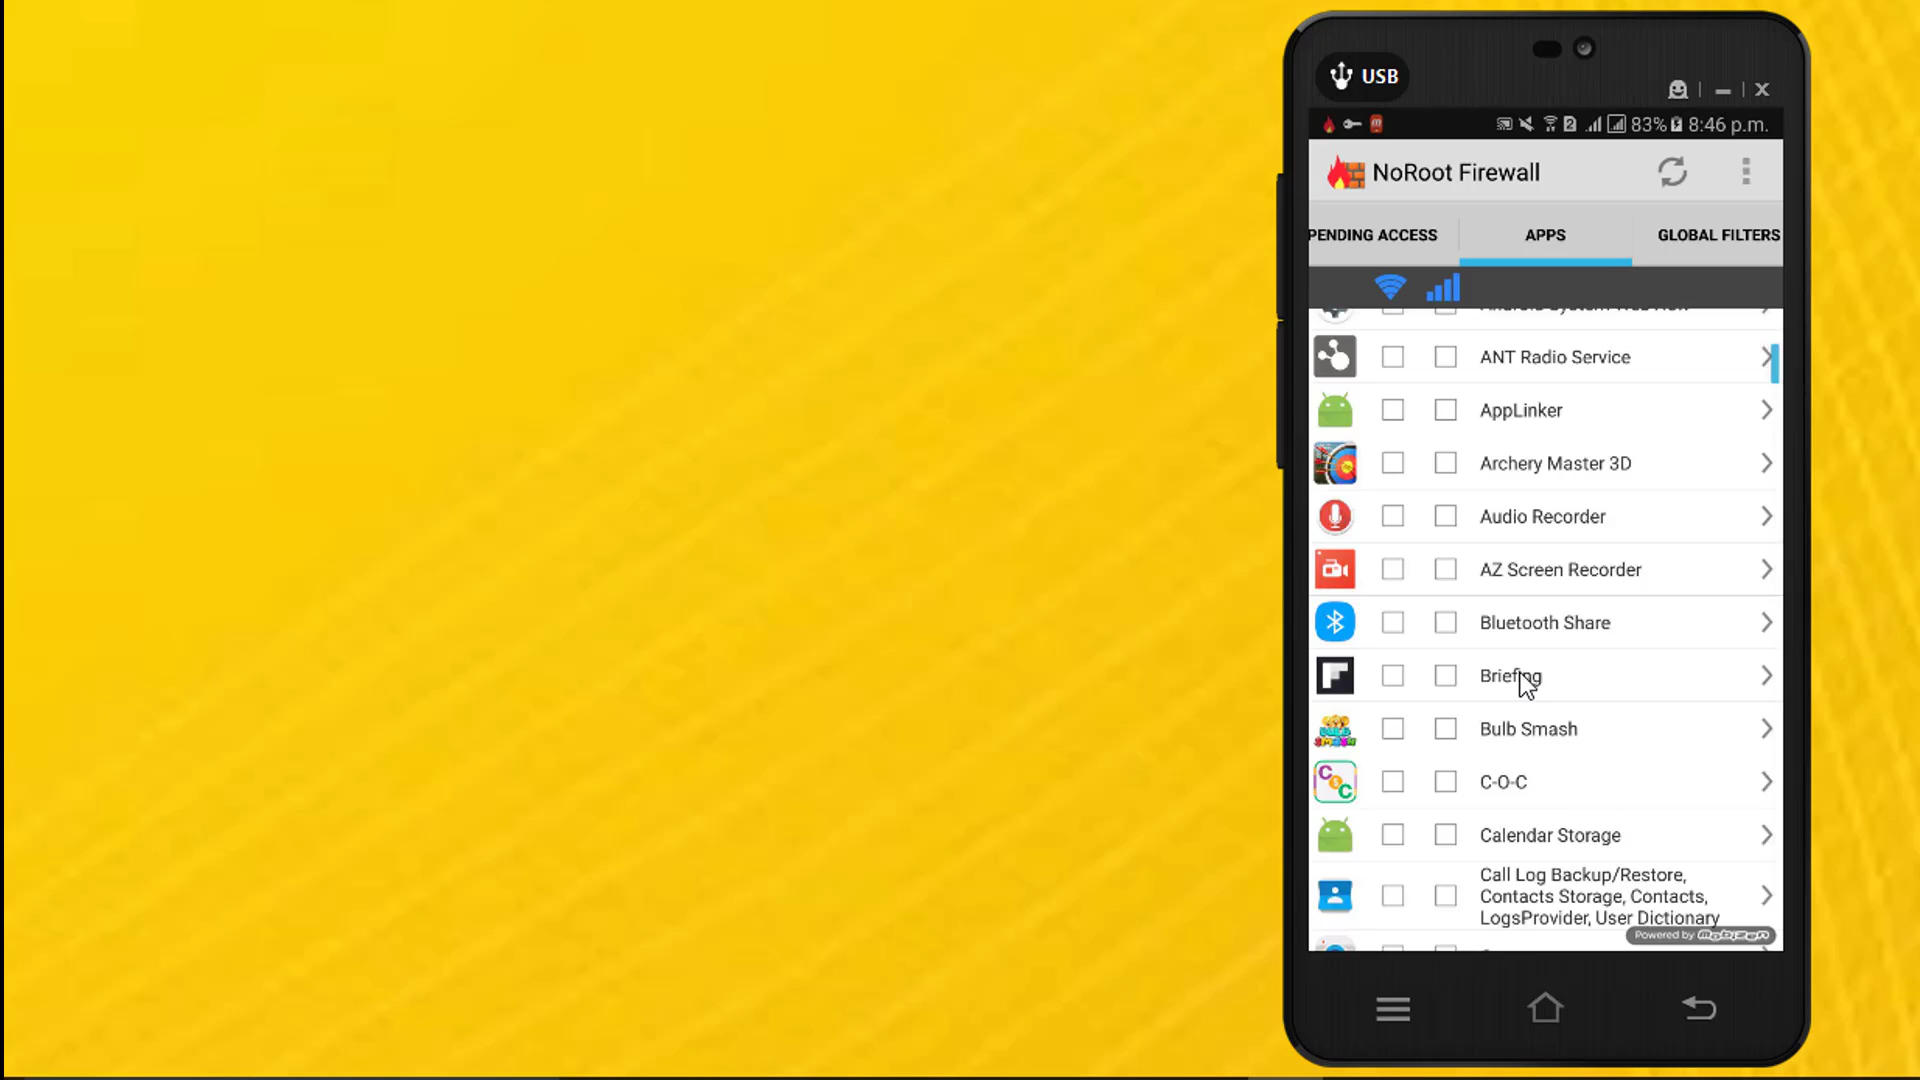 USB
83% 8:46 p.m.
NoRoot Firewall
PENDING ACCESS APPS GLOBAL FILTERS
ANT Radio Service
AppLinker
Archery Master 3D
Audio Recorder
AZ Screen Recorder
Bluetooth Share
Briefing
Bulb Smash
C-O-C
Calendar Storage
Call Log Backup/Restore,
Contacts Storage, Contacts,
LogsProvider, User Dictionary
Powered by mobizen